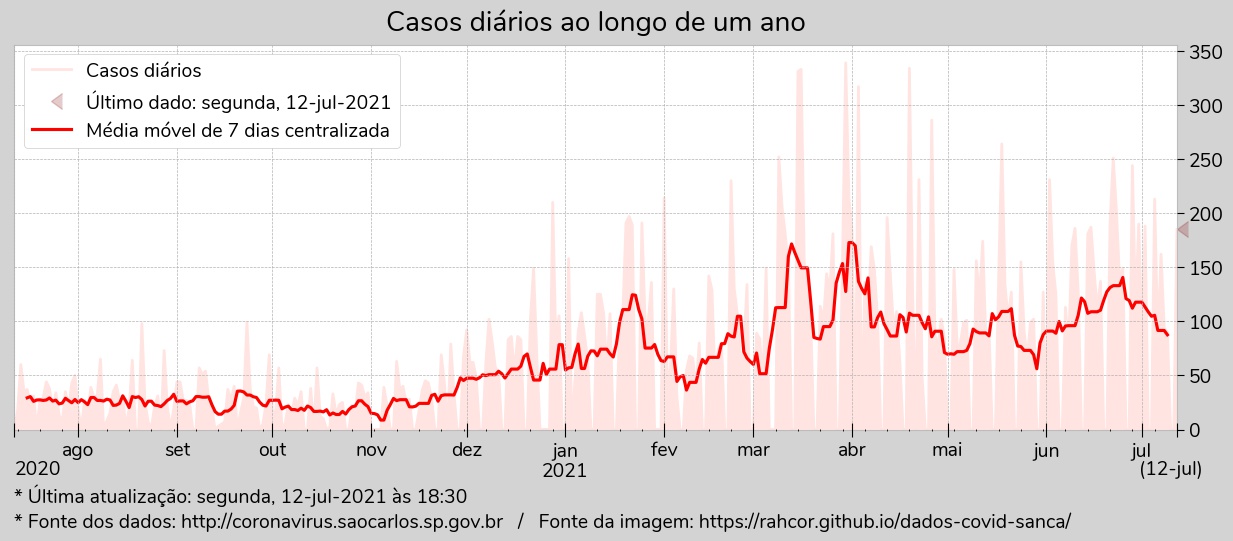 Casos diários ao longo de um ano
Casos diários
Último dado: segunda, 12-jul-2021
Média móvel de 7 dias centralizada
350
300
250
200
150
100
50
0
ago set out nov dez jan fev mar abr mai jun jul
2020 2021 (12-jul)
* Última atualização: segunda, 12-jul-2021 às 18:30
* Fonte dos dados: http://coronavirus.saocarlos.sp.gov.br / Fonte da imagem: https://rahcor.github.io/dados-covid-sanca/